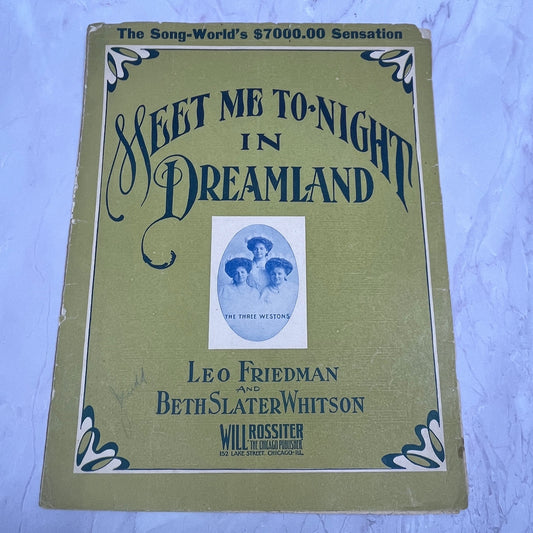 The Song-World's $7000.00 Sensation
MEET ME TO-NIGHT
IN
DREAMLAND
THE THREE WESTONS
LEO FRIEDMAN
AND
BETH SLATER WHITSON
WILL ROSSITER
THE CHICAGO PUBLISHER
152 LAKE STREET, CHICAGO-ILL.